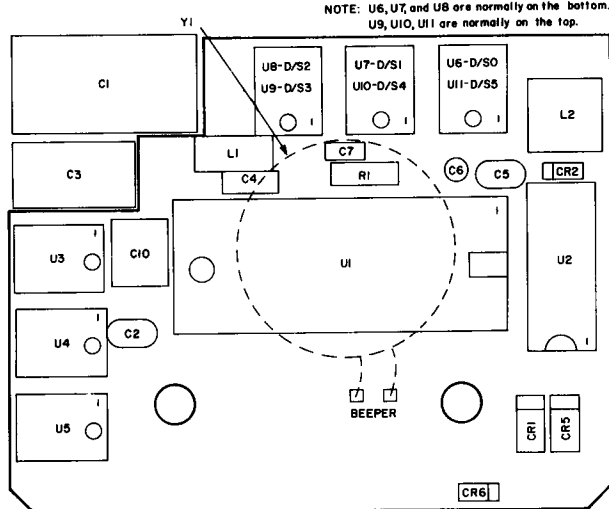 NOTE: U6, U7, and U8 are normally on the bottom.
U9, U10, U11 are normally on the top.
Y1
C1
U8-D/S2
U9-D/S3
1
U7-D/S1
U10-D/S4
1
U6-D/S0
U11-D/S5
1
L2
L1
C7
C3
C4
R1
C6
C5
CR2
1
U3
1
C10
U1
U2
U4
1
C2
1
BEEPER
U5
1
CR1
CR5
CR6